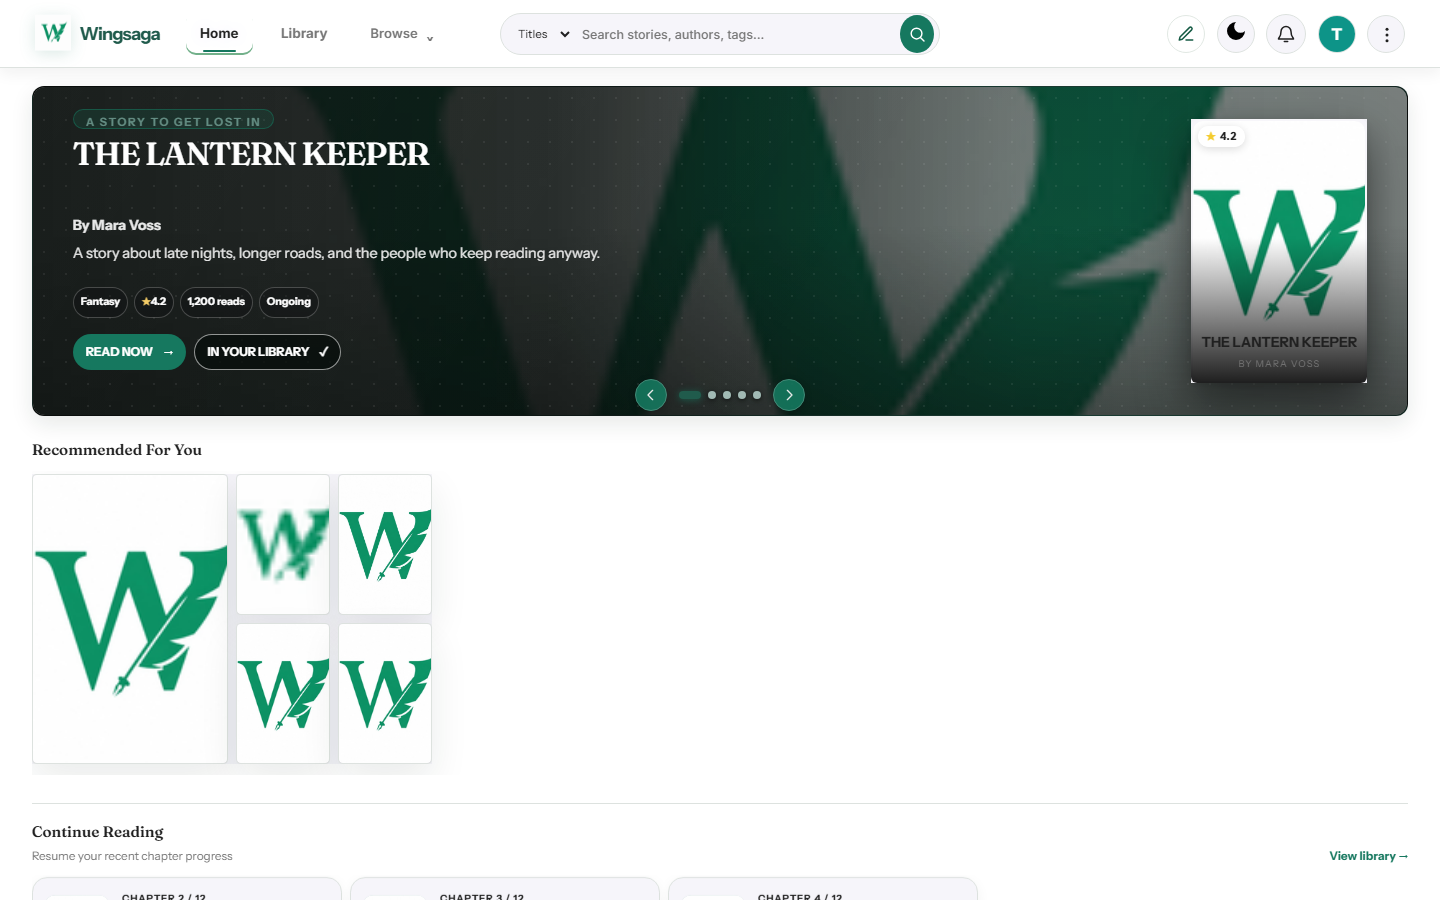 Wingsaga
Home
Library
Browse
Titles
Search stories, authors, tags...
T
A STORY TO GET LOST IN
THE LANTERN KEEPER
By Mara Voss
A story about late nights, longer roads, and the people who keep reading anyway.
Fantasy
★4.2
1,200 reads
Ongoing
READ NOW →
IN YOUR LIBRARY ✓
★ 4.2
THE LANTERN KEEPER
BY MARA VOSS
Recommended For You
Continue Reading
Resume your recent chapter progress
View library →
CHAPTER 2 / 12
CHAPTER 3 / 12
CHAPTER 4 / 12